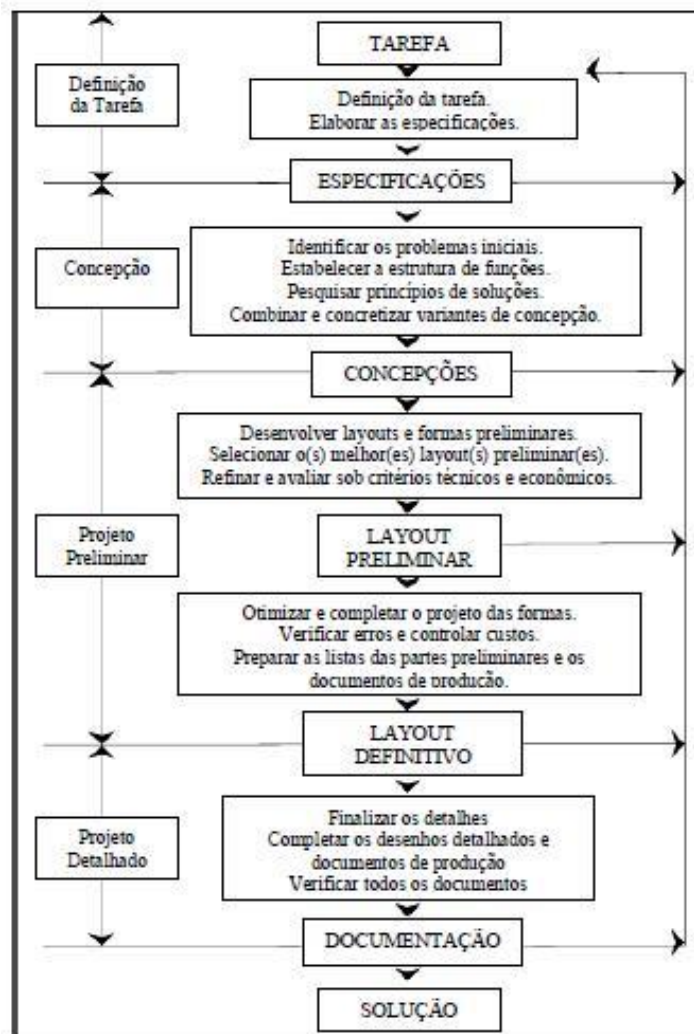 TAREFA
Definição
da Tarefa
Definição da tarefa.
Elaborar as especificações.
ESPECIFICAÇÕES
Concepção
Identificar os problemas iniciais.
Estabelecer a estrutura de funções.
Pesquisar princípios de soluções.
Combinar e concretizar variantes de concepção.
CONCEPÇÕES
Desenvolver layouts e formas preliminares.
Selecionar o(s) melhor(es) layout(s) preliminar(es).
Refinar e avaliar sob critérios técnicos e econômicos.
Projeto
Preliminar
LAYOUT
PRELIMINAR
Otimizar e completar o projeto das formas.
Verificar erros e controlar custos.
Preparar as listas das partes preliminares e os
documentos de produção.
LAYOUT
DEFINITIVO
Projeto
Detalhado
Finalizar os detalhes
Completar os desenhos detalhados e
documentos de produção
Verificar todos os documentos
DOCUMENTAÇÃO
SOLUÇÃO